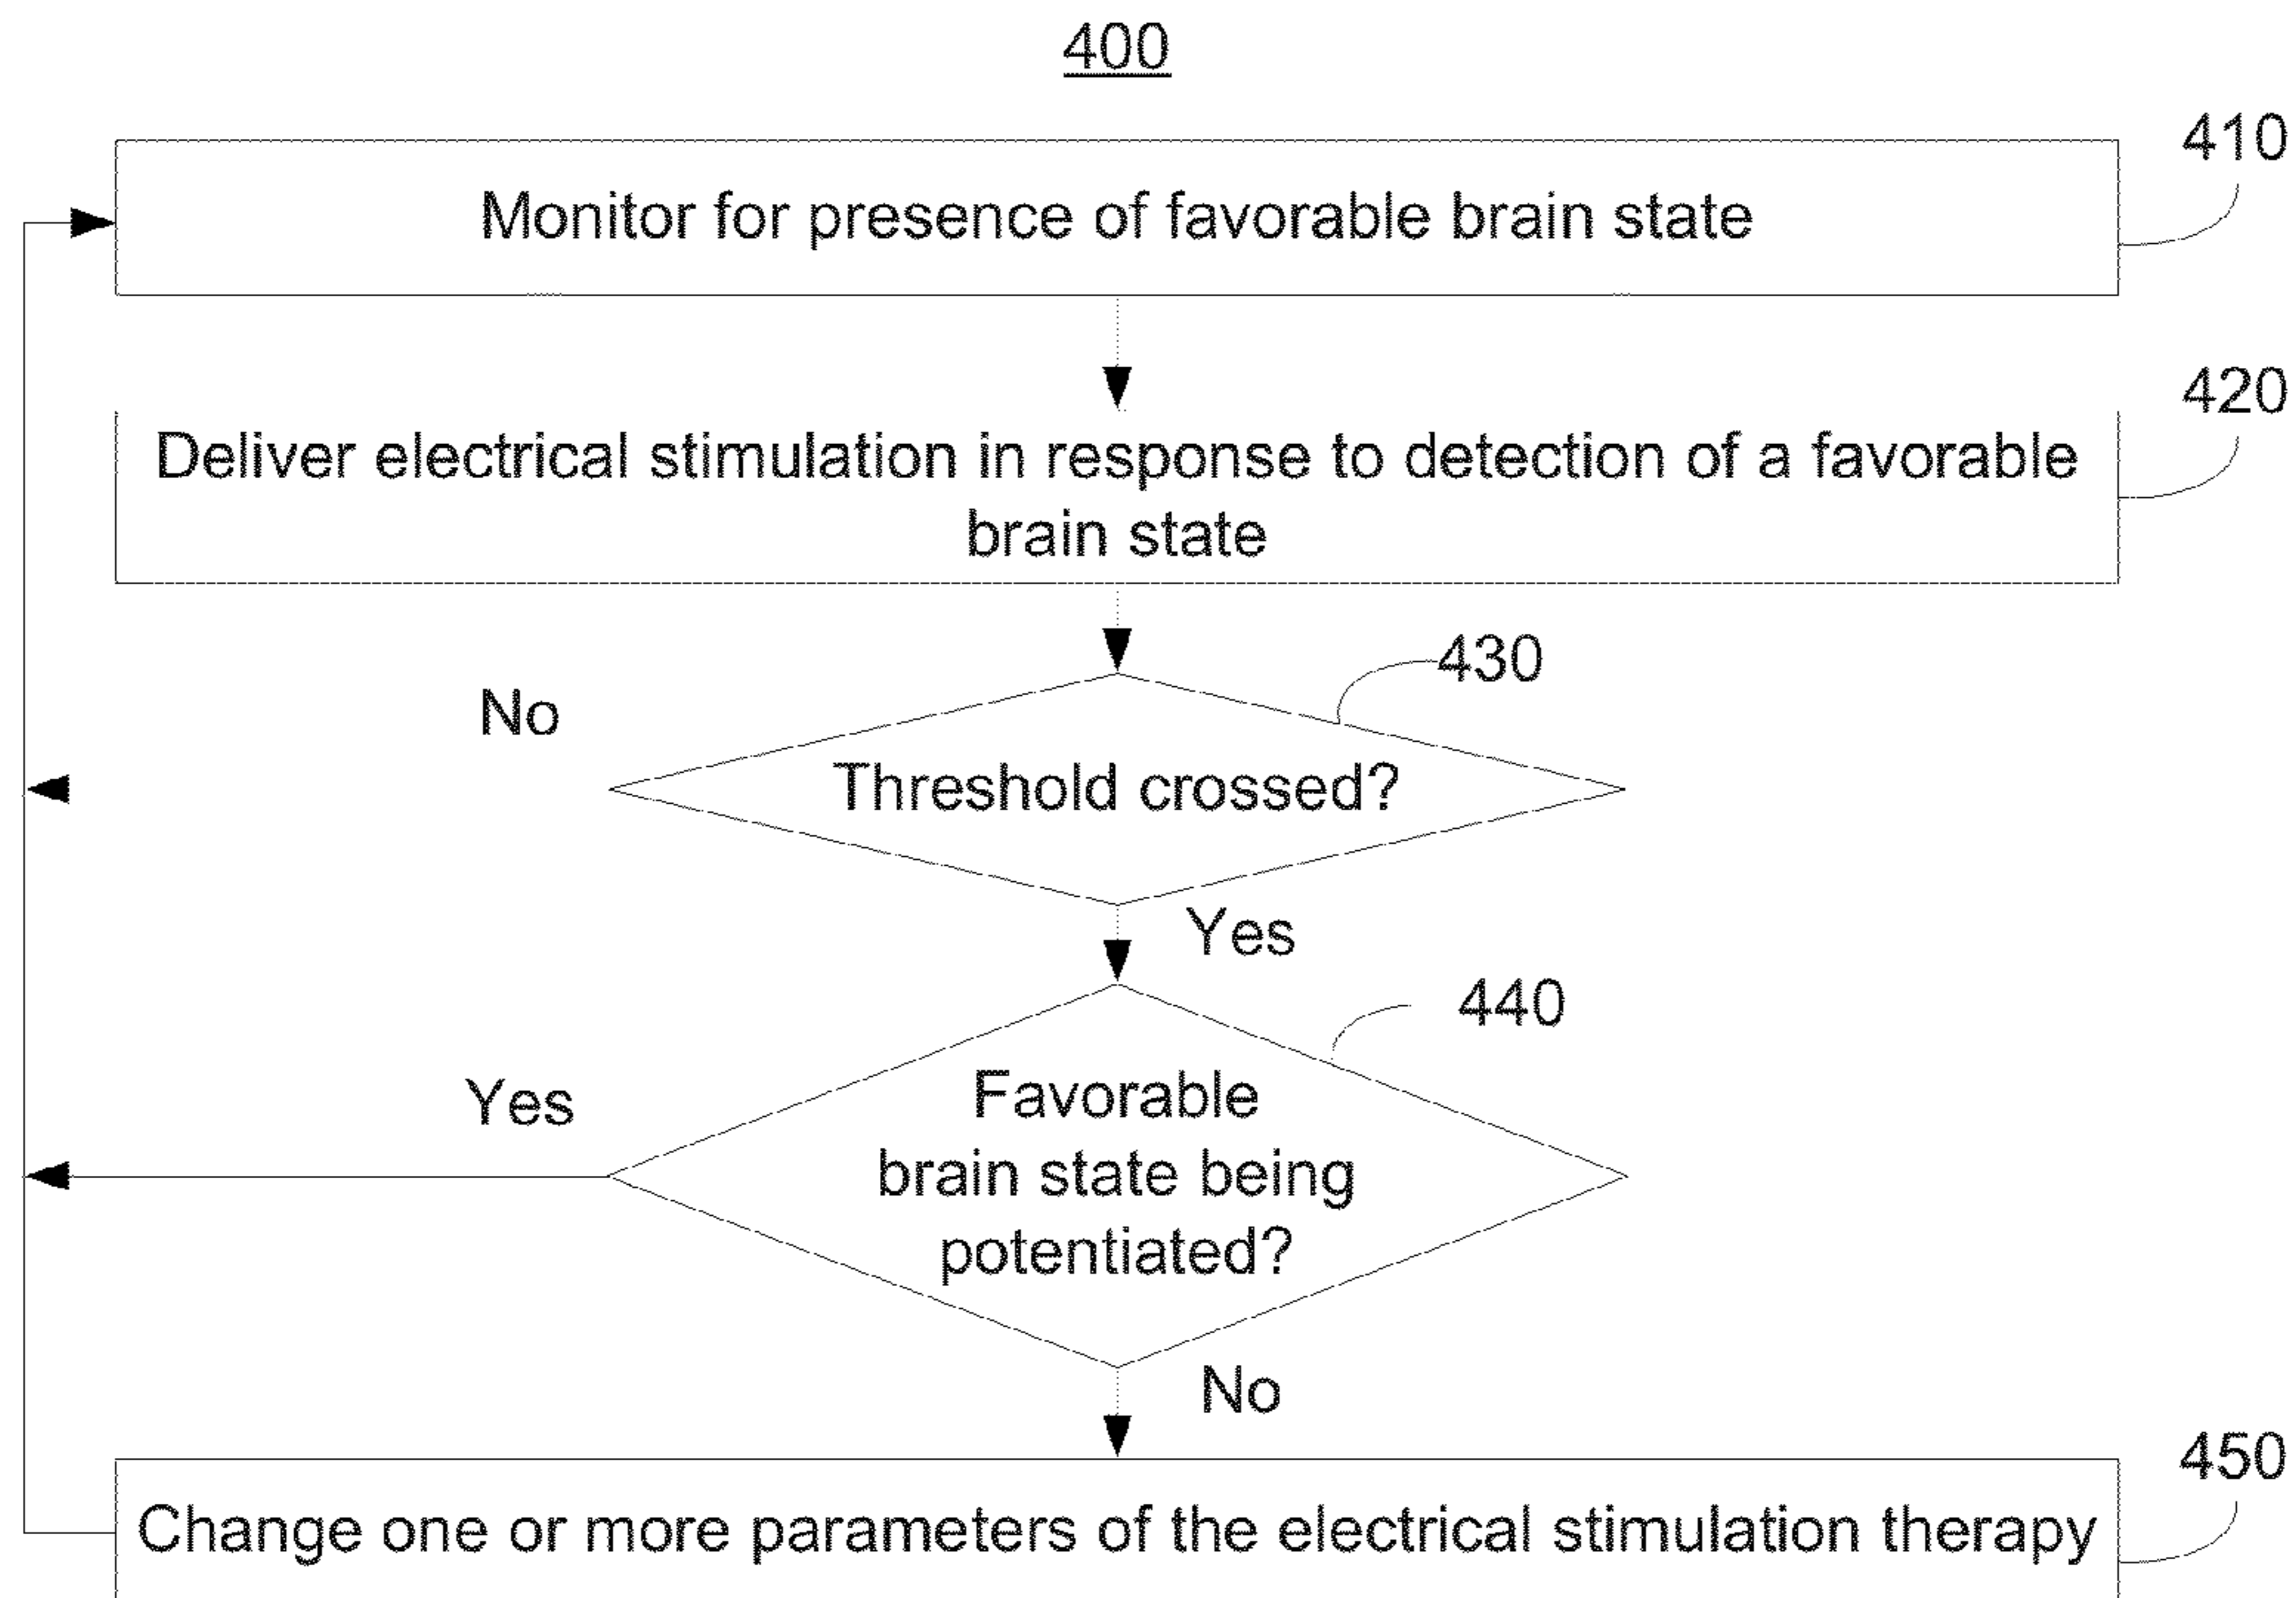 400
410
Monitor for presence of favorable brain state
420
Deliver electrical stimulation in response to detection of a favorable
brain state
430
No
Threshold crossed?
Yes
440
Yes
Favorable
brain state being
potentiated?
No
450
Change one or more parameters of the electrical stimulation therapy